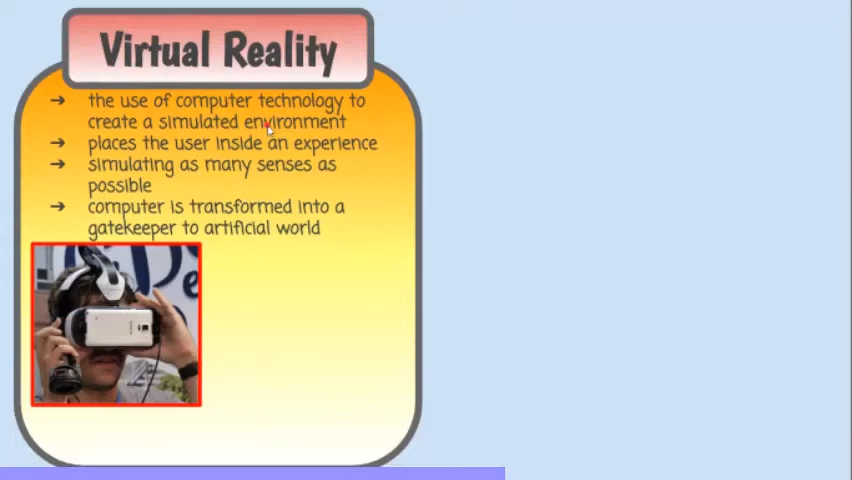 Virtual Reality
➔ the use of computer technology to
create a simulated environment
➔ places the user inside an experience
➔ simulating as many senses as
possible
➔ computer is transformed into a
gatekeeper to artificial world